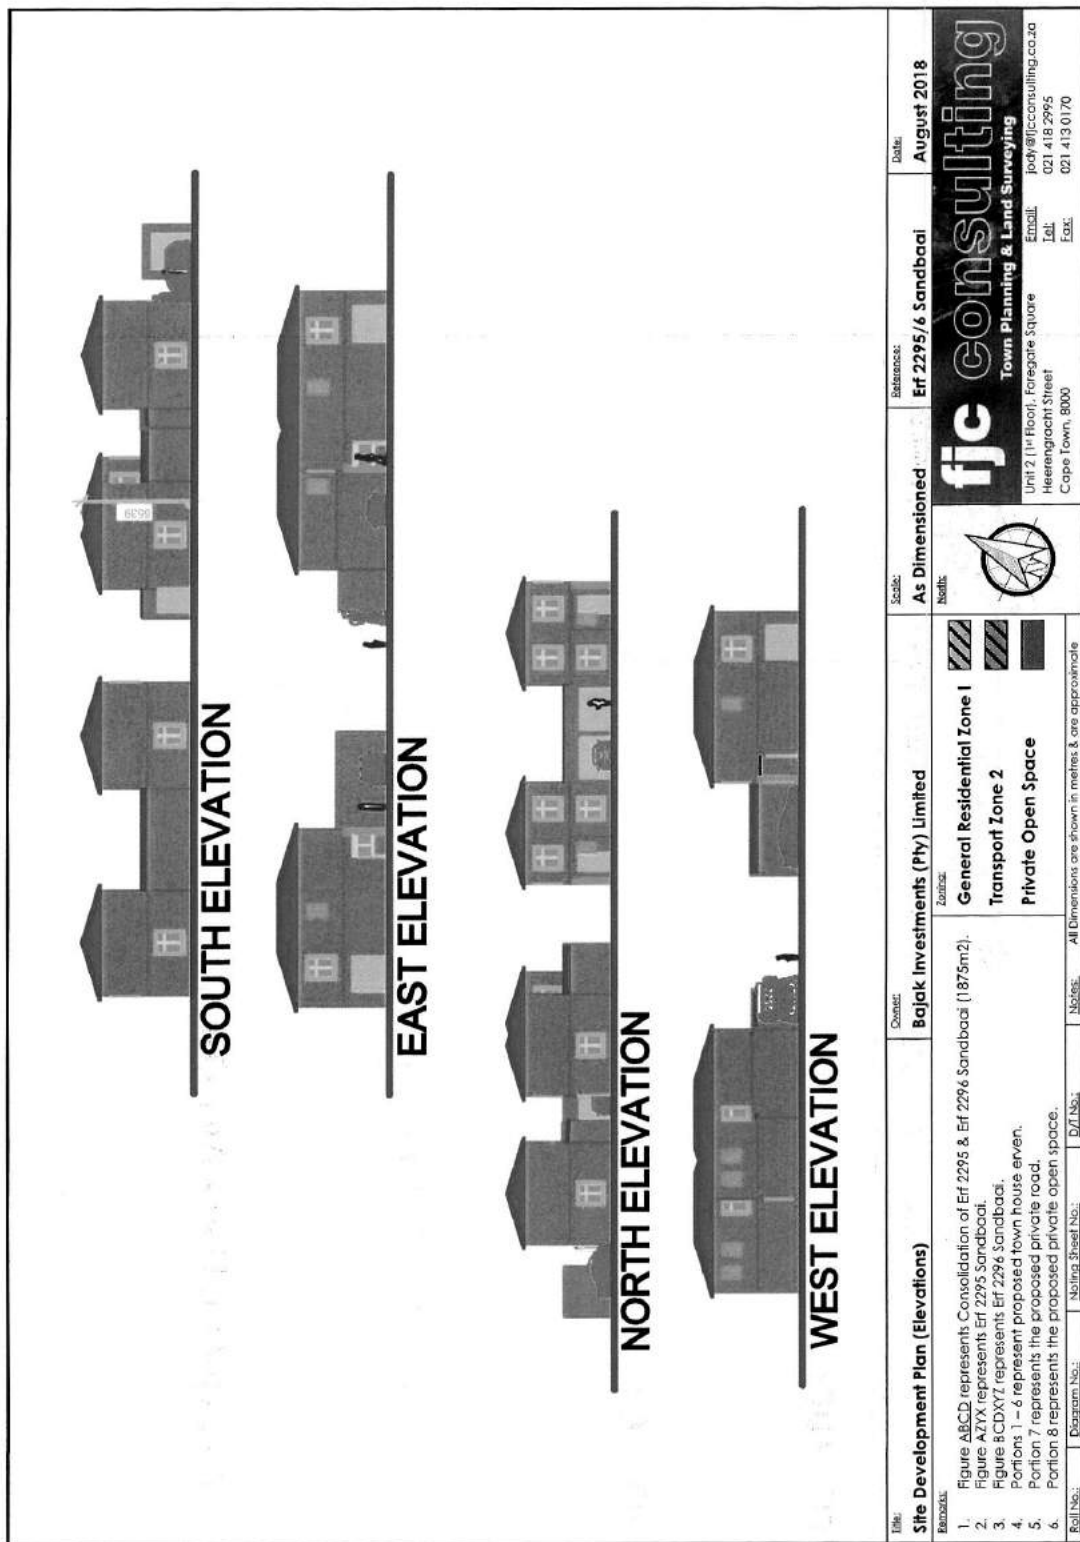 SOUTH ELEVATION
6639
EAST ELEVATION
NORTH ELEVATION
WEST ELEVATION
Title:
Site Development Plan (Elevations)
Owner:
Bajak Investments (Pty) Limited
Scale:
As Dimensioned
Reference:
Erf 2295/6 Sandbaai
Date:
August 2018
Remarks:
1. Figure ABCD represents Consolidation of Erf 2295 & Erf 2296 Sandbaai (1875m2).
2. Figure AZYX represents Erf 2295 Sandbaai.
3. Figure BCDXYZ represents Erf 2296 Sandbaai.
4. Portions 1 – 6 represent proposed town house erven.
5. Portion 7 represents the proposed private road.
6. Portion 8 represents the proposed private open space.
Zoning:
General Residential Zone I
Transport Zone 2
Private Open Space
North:
fjc consulting
Town Planning & Land Surveying
Unit 2 (1st Floor), Foregate Square
Heerengracht Street
Cape Town, 8000
Email: jody@fjcconsulting.co.za
Tel: 021 418 2995
Fax: 021 413 0170
Roll No.:
Diagram No.:
Noting Sheet No.:
D/T No.:
Notes:
All Dimensions are shown in metres & are approximate